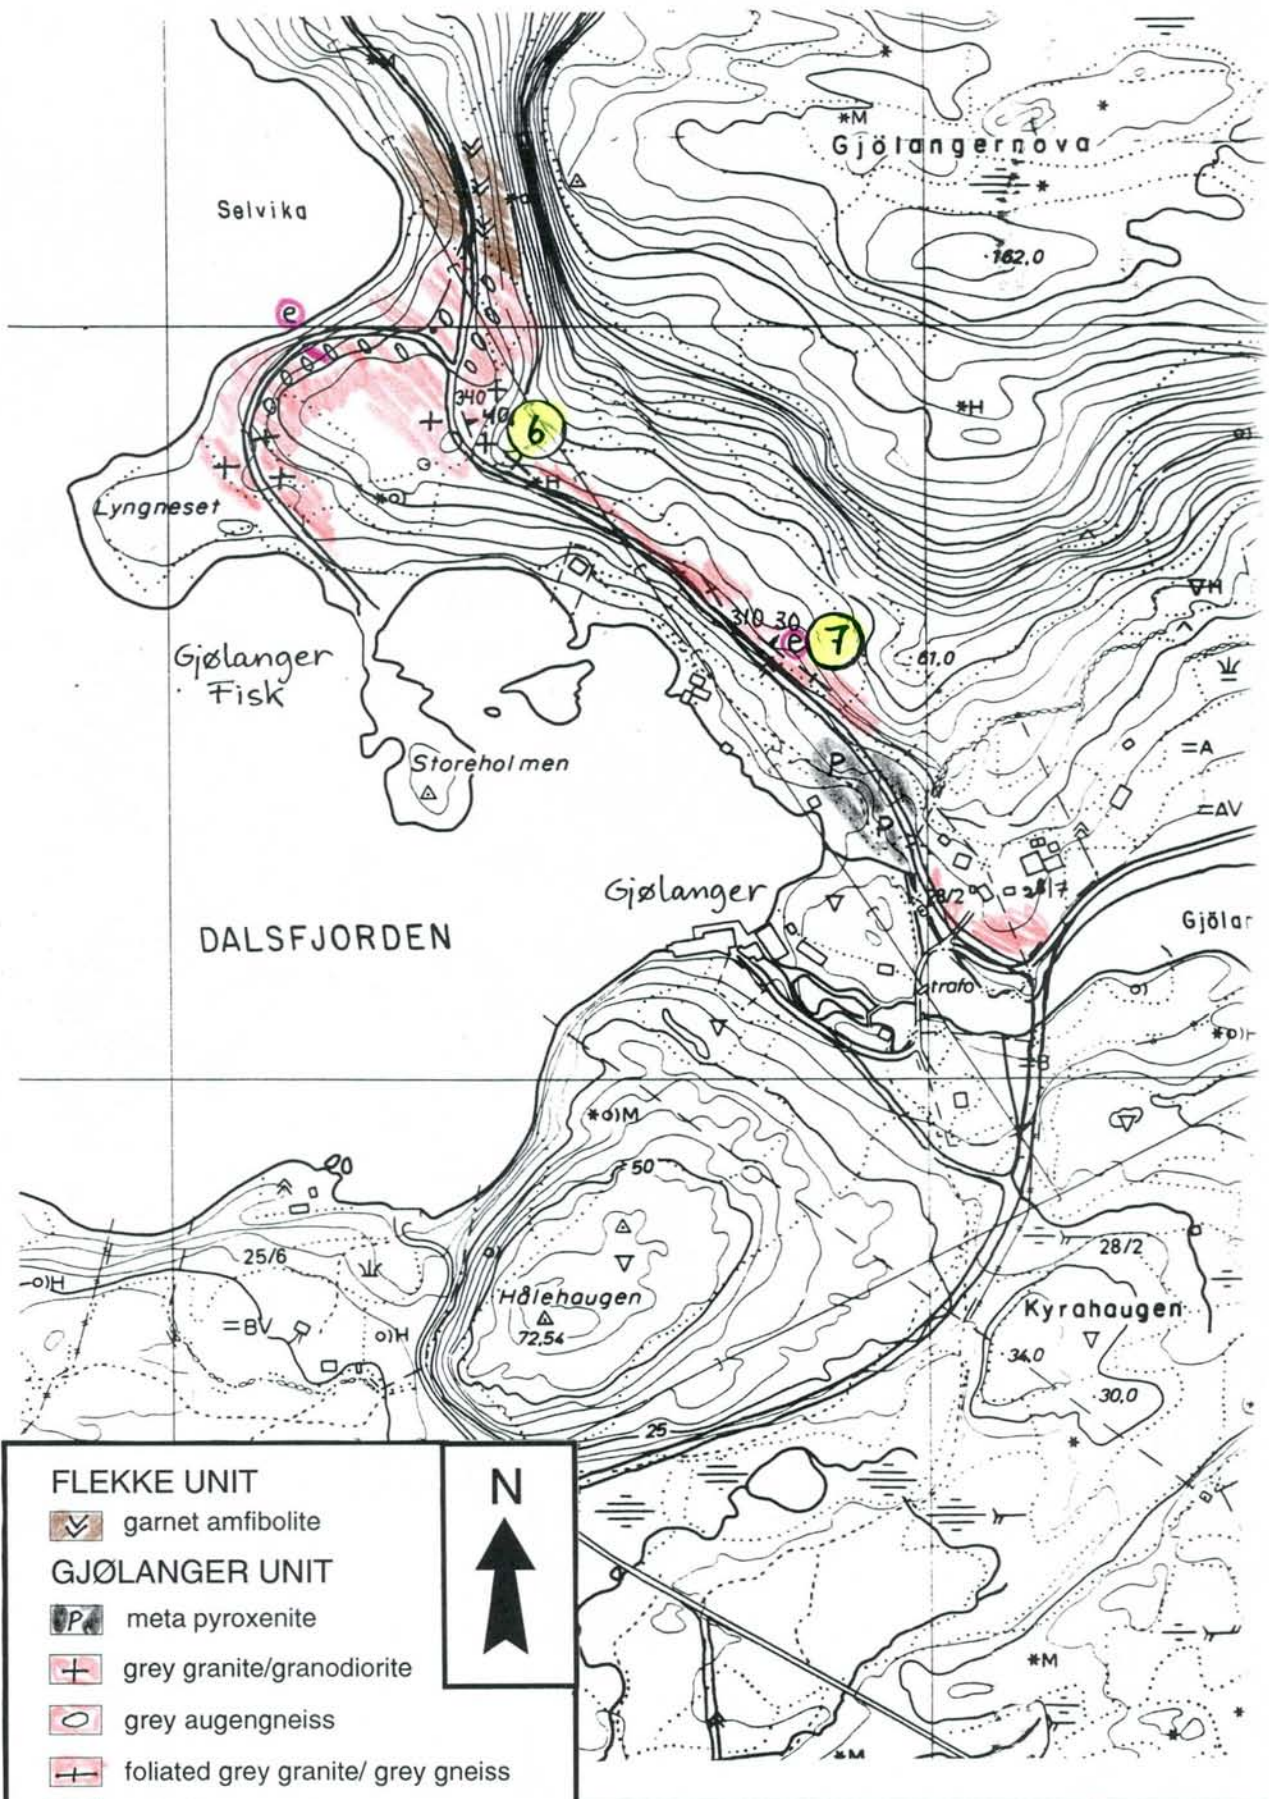 *M
*M
Gjölangernova
*
*
Selvika
162,0
e
340
40
*H
6
*H
Lyngneset
*o)
310 30
e
7
H
61,0
Gjølanger
Fisk
Storeholmen
P
=A
P
=AV
Gjølanger
28/2
28/7
DALSFJORDEN
Gjölar
trafo
o)
*o)H
=B
*o)M
50
25/6
28/2
o)H
Hålehaugen
72,54
Kyrahaugen
=BV
o)H
34,0
30,0
25
FLEKKE UNIT
garnet amfibolite
GJØLANGER UNIT
P meta pyroxenite
grey granite/granodiorite
grey augengneiss
foliated grey granite/ grey gneiss
N
*M
*M